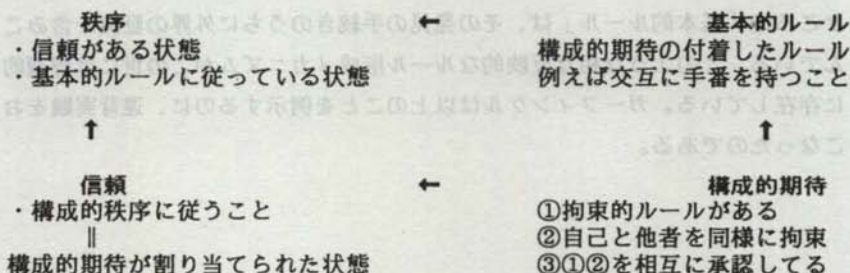 秩序 ← 基本的ルール
・信頼がある状態 構成的期待の付着したルール
・基本的ルールに従っている状態 例えば交互に手番を持つこと
↑ ↑
信頼 ← 構成的期待
・構成的秩序に従うこと ①拘束的ルールがある
‖ ②自己と他者を同様に拘束
構成的期待が割り当てられた状態 ③①②を相互に承認してる